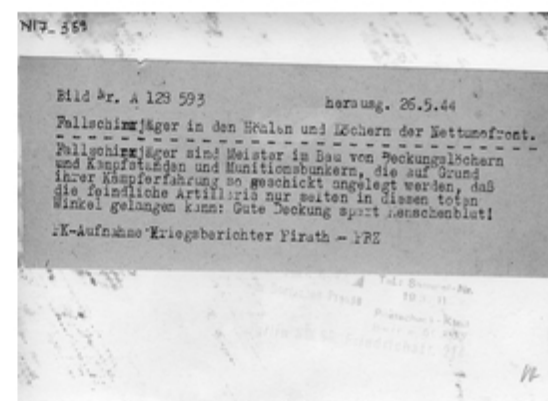 N17_369
Bild Nr. A 128 593 herausg. 26.5.44
Fallschirmjäger in den Höhlen und Löchern der Nettunofront.
Fallschirmjäger sind Meister im Bau von Deckungslöchern
und Kampfständen und Munitionsbunkern, die auf Grund
ihrer Kampferfahrung so geschickt angelegt werden, daß
die feindliche Artillerie nur selten in diesen toten
Winkel gelangen kann: Gute Deckung spart Menschenblut!
PK-Aufnahme Kriegsberichter Pirath - PBZ